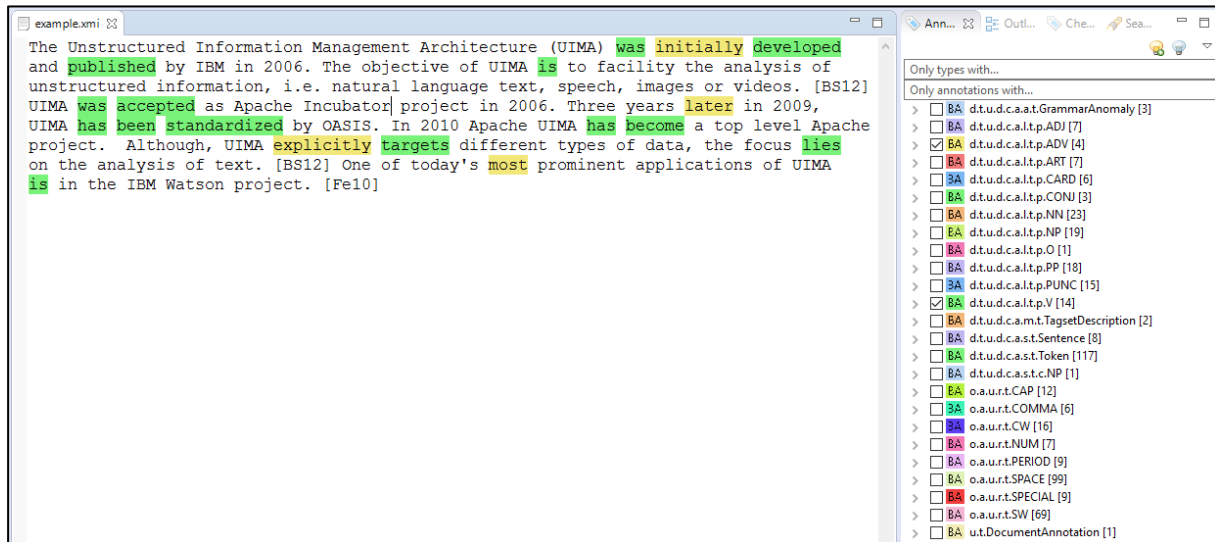 example.xmi
The Unstructured Information Management Architecture (UIMA) was initially developed
and published by IBM in 2006. The objective of UIMA is to facility the analysis of
unstructured information, i.e. natural language text, speech, images or videos. [BS12]
UIMA was accepted as Apache Incubator project in 2006. Three years later in 2009,
UIMA has been standardized by OASIS. In 2010 Apache UIMA has become a top level Apache
project.  Although, UIMA explicitly targets different types of data, the focus lies
on the analysis of text. [BS12] One of today's most prominent applications of UIMA
is in the IBM Watson project. [Fe10]
Ann... Outl... Che... Sea...
Only types with...
Only annotations with...
BA d.t.u.d.c.a.a.t.GrammarAnomaly [3]
BA d.t.u.d.c.a.l.t.p.ADJ [7]
BA d.t.u.d.c.a.l.t.p.ADV [4]
BA d.t.u.d.c.a.l.t.p.ART [7]
BA d.t.u.d.c.a.l.t.p.CARD [6]
BA d.t.u.d.c.a.l.t.p.CONJ [3]
BA d.t.u.d.c.a.l.t.p.NN [23]
BA d.t.u.d.c.a.l.t.p.NP [19]
BA d.t.u.d.c.a.l.t.p.O [1]
BA d.t.u.d.c.a.l.t.p.PP [18]
BA d.t.u.d.c.a.l.t.p.PUNC [15]
BA d.t.u.d.c.a.l.t.p.V [14]
BA d.t.u.d.c.a.m.t.TagsetDescription [2]
BA d.t.u.d.c.a.s.t.Sentence [8]
BA d.t.u.d.c.a.s.t.Token [117]
BA d.t.u.d.c.a.s.t.c.NP [1]
BA o.a.u.r.t.CAP [12]
BA o.a.u.r.t.COMMA [6]
BA o.a.u.r.t.CW [16]
BA o.a.u.r.t.NUM [7]
BA o.a.u.r.t.PERIOD [9]
BA o.a.u.r.t.SPACE [99]
BA o.a.u.r.t.SPECIAL [9]
BA o.a.u.r.t.SW [69]
BA u.t.DocumentAnnotation [1]